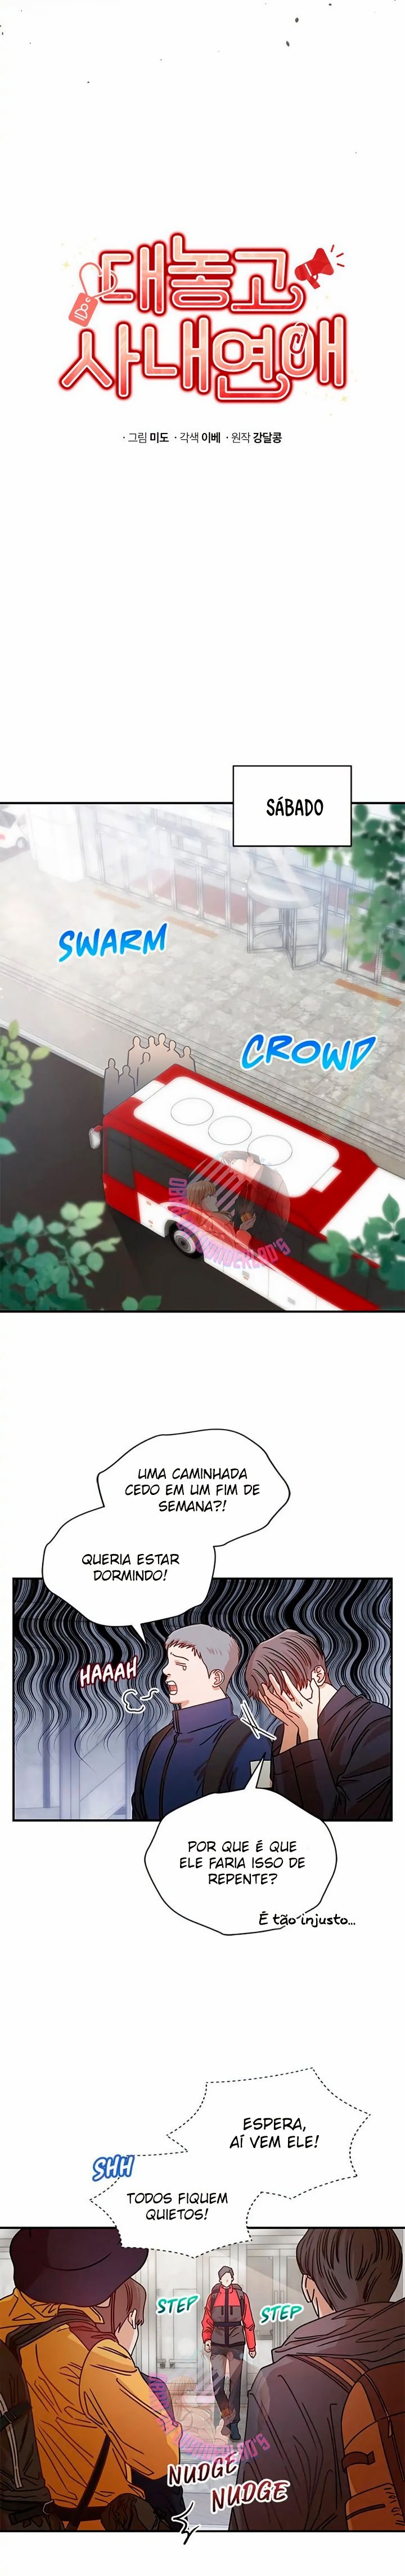 대놓고
IDO
사내연애
· 그림 미도 · 각색 이베 · 원작 강달콩
SÁBADO
SWARM
CROWD
UMA CAMINHADA
CEDO EM UM FIM DE
SEMANA?!
QUERIA ESTAR
DORMINDO!
HAAAH
POR QUE É QUE
ELE FARIA ISSO DE
REPENTE?
É tão injusto...
ESPERA,
AÍ VEM ELE!
SHH
TODOS FIQUEM
QUIETOS!
STEP
STEP
NUDGE
NUDGE